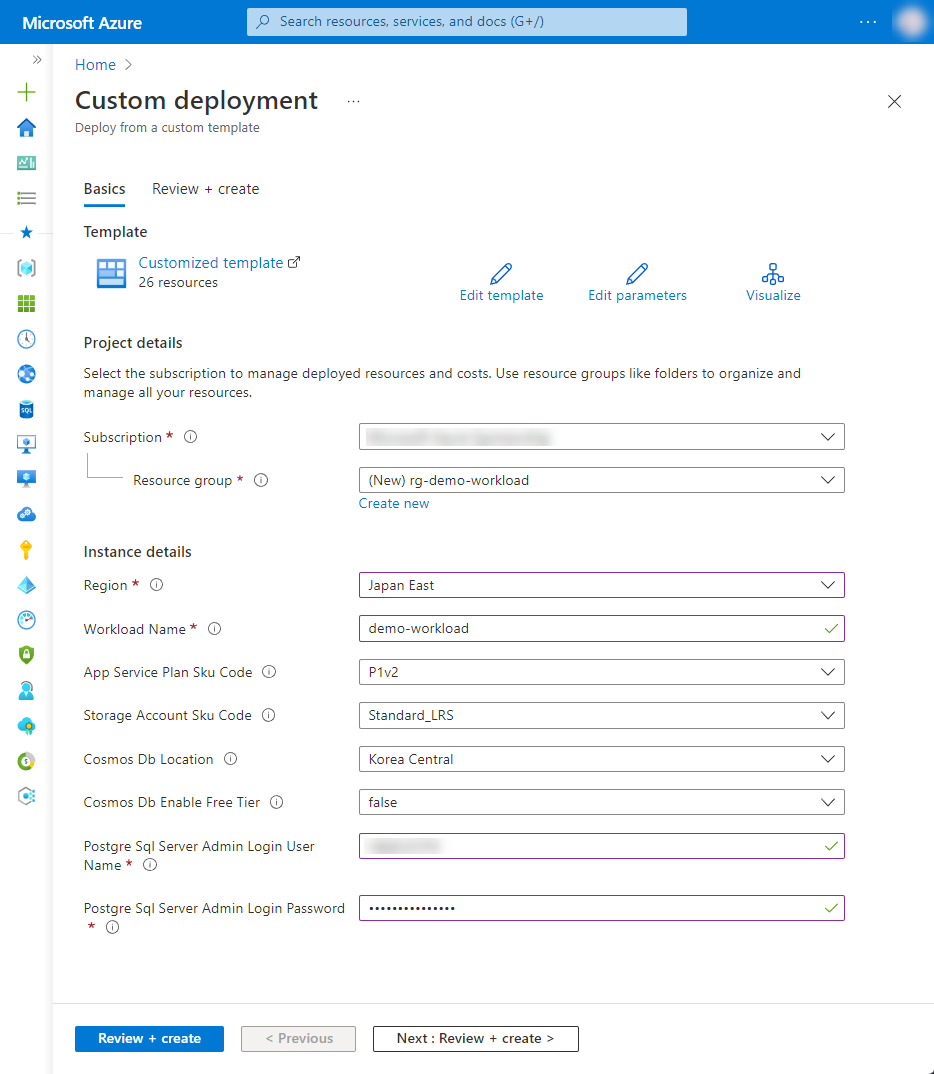 Microsoft Azure
Search resources, services, and docs (G+/)
Home
Custom deployment
Deploy from a custom template
Basics
Review + create
Template
Customized template
26 resources
Edit template
Edit parameters
Visualize
Project details
Select the subscription to manage deployed resources and costs. Use resource groups like folders to organize and
manage all your resources.
Subscription *
Resource group *
(New) rg-demo-workload
Create new
Instance details
Region *
Japan East
Workload Name *
demo-workload
App Service Plan Sku Code
P1v2
Storage Account Sku Code
Standard_LRS
Cosmos Db Location
Korea Central
Cosmos Db Enable Free Tier
false
Postgre Sql Server Admin Login User
Name *
Postgre Sql Server Admin Login Password
*
•••••••••••••••
Review + create
< Previous
Next : Review + create >